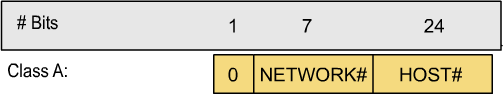 # Bits 1 7 24
Class A: 0 NETWORK# HOST#